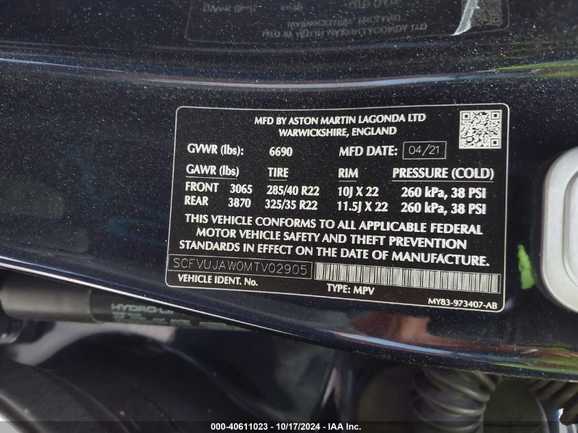 MFD BY ASTON MARTIN LAGONDA LTD
WARWICKSHIRE, ENGLAND
GVWR (lbs): 6690 MFD DATE: 04/21
GAWR (lbs) TIRE RIM PRESSURE (COLD)
FRONT 3065 285/40 R22 10J X 22 260 kPa, 38 PSI
REAR 3870 325/35 R22 11.5J X 22 260 kPa, 38 PSI
THIS VEHICLE CONFORMS TO ALL APPLICABLE FEDERAL
MOTOR VEHICLE SAFETY AND THEFT PREVENTION
STANDARDS IN EFFECT ON THE DATE OF MANUFACTURE.
SCFVUJAW0MTV02905
VEHICLE IDENT. No. TYPE: MPV
MY83-973407-AB
HYDRO-L
000-40611023 - 10/17/2024 - IAA Inc.